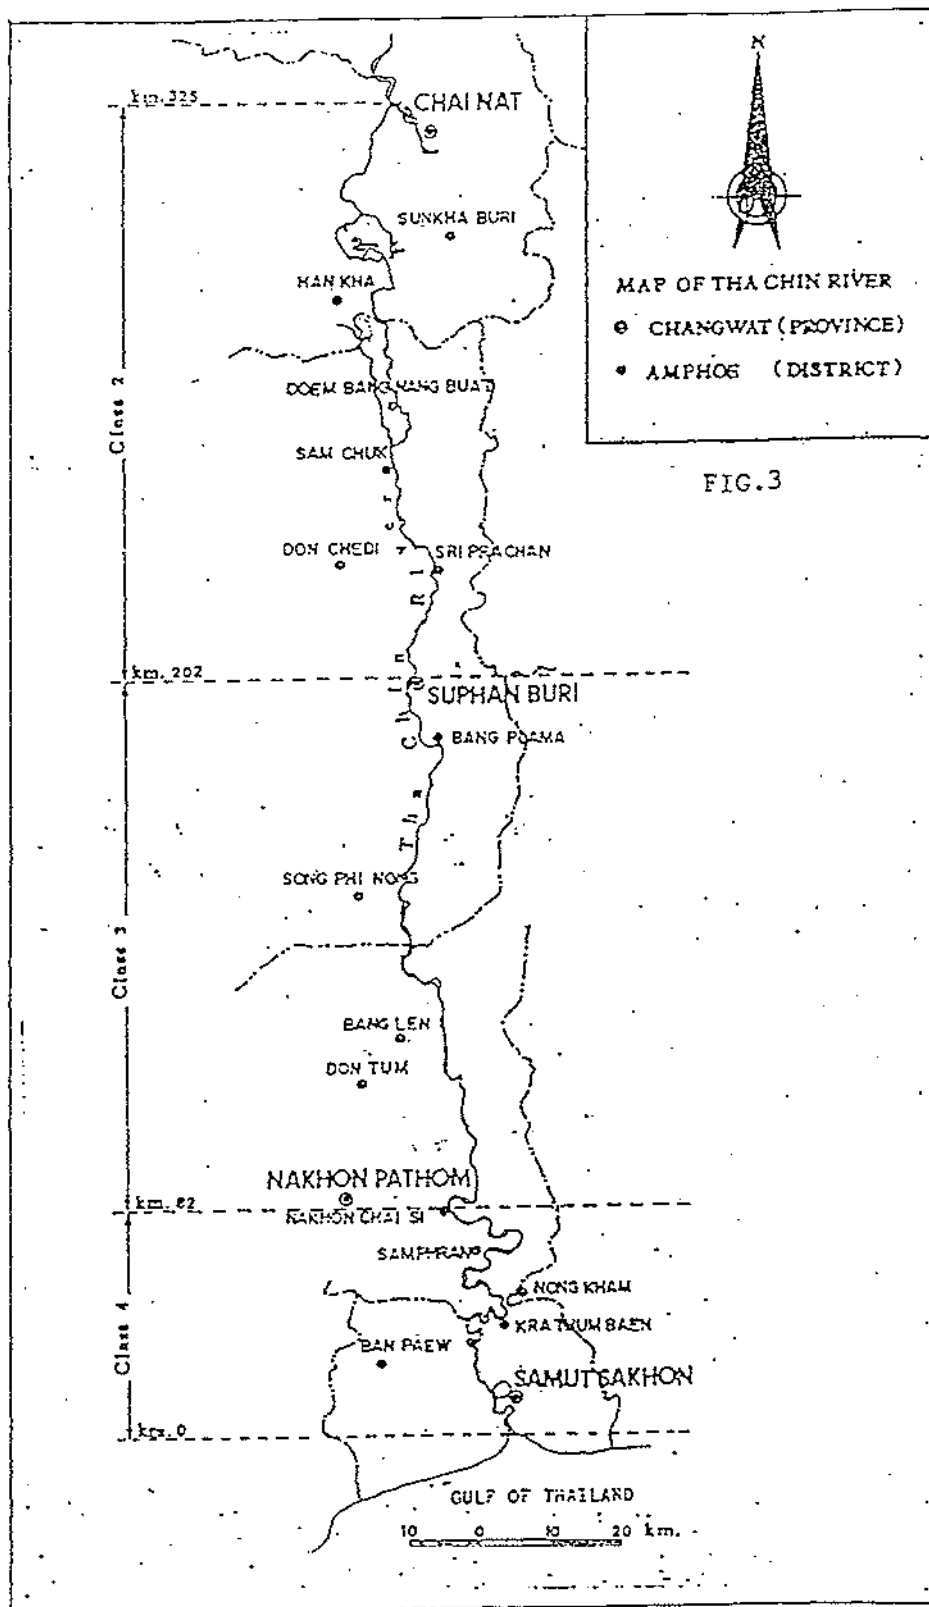 N
MAP OF THA CHIN RIVER
CHANGWAT (PROVINCE)
AMPHOE (DISTRICT)
FIG.3
km.325
CHAI NAT
SUNKHA BURI
HAN KHA
Class 2
DOEM BANG NANG BUAT
SAM CHUK
DON CHEDI
SRI PRACHAN
km. 202
SUPHAN BURI
BANG PLAMA
Tha Chin River
SONG PHI NONG
Class 3
BANG LEN
DON TUM
NAKHON PATHOM
km. 82
NAKHON CHAI SI
SAMPHRAN
NONG KHAM
KRATHUM BAEN
Class 4
BAN PAEW
SAMUT SAKHON
km. 0
GULF OF THAILAND
10 0 10 20 km.